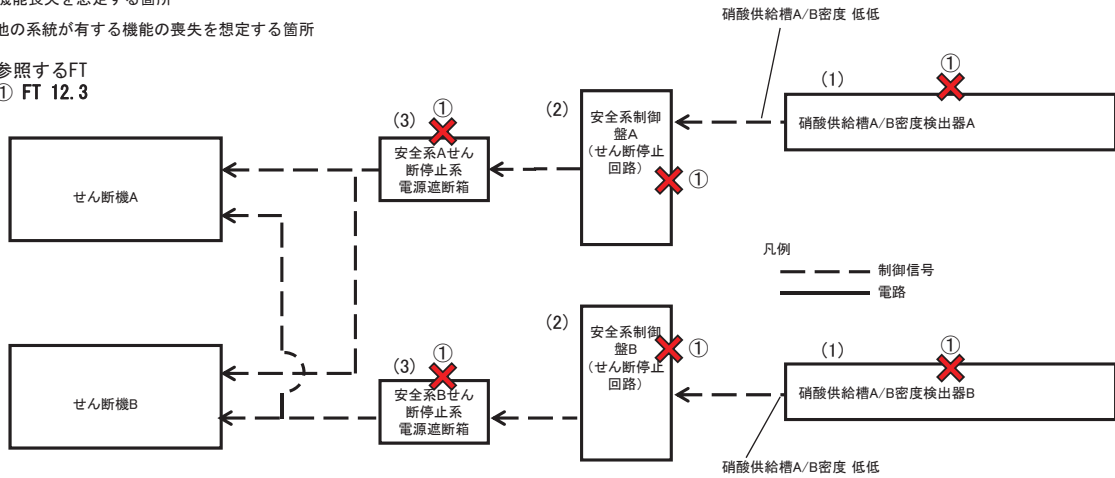 機能喪失を想定する箇所
他の系統が有する機能の喪失を想定する箇所
参照するFT
① FT 12.3
硝酸供給槽A/B密度 低低
(1)
①
硝酸供給槽A/B密度検出器A
(2)
安全系制御
盤A
(せん断停止
回路)
①
(3)
①
安全系Aせん
断停止系
電源遮断箱
せん断機A
凡例
制御信号
電路
(2)
安全系制御
盤B
(せん断停止
回路)
①
(1)
①
硝酸供給槽A/B密度検出器B
(3)
①
安全系Bせん
断停止系
電源遮断箱
せん断機B
硝酸供給槽A/B密度 低低